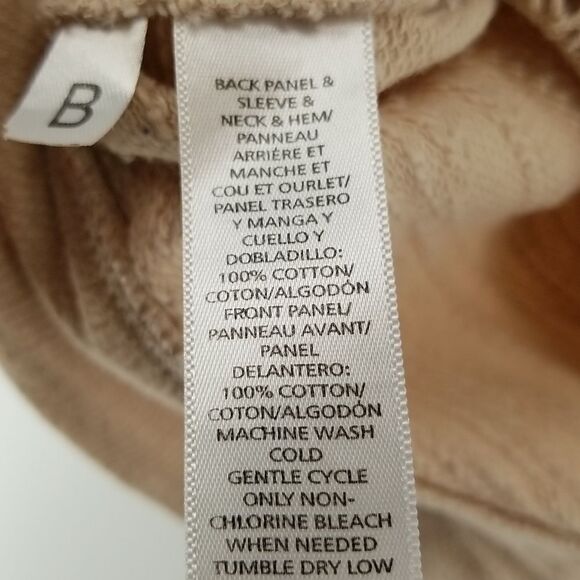 B
BACK PANEL &
SLEEVE &
NECK & HEM/
PANNEAU
ARRIÈRE ET
MANCHE ET
COU ET OURLET/
PANEL TRASERO
Y MANGA Y
CUELLO Y
DOBLADILLO:
100% COTTON/
COTON/ALGODÓN
FRONT PANEL/
PANNEAU AVANT/
PANEL
DELANTERO:
100% COTTON/
COTON/ALGODÓN
MACHINE WASH
COLD
GENTLE CYCLE
ONLY NON-
CHLORINE BLEACH
WHEN NEEDED
TUMBLE DRY LOW